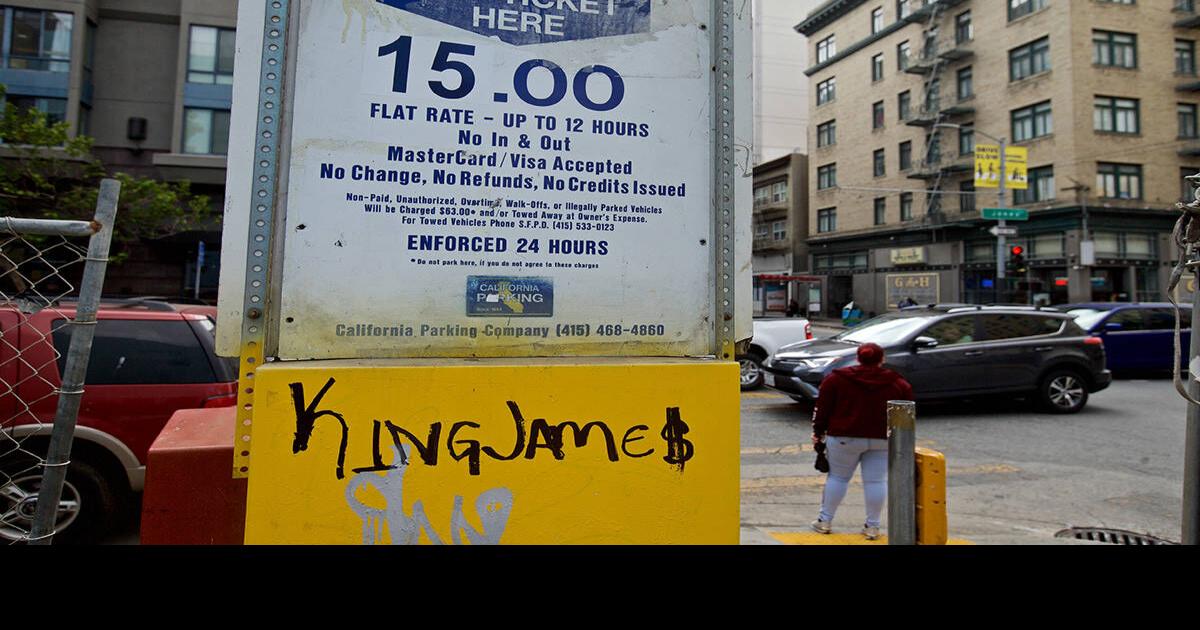 TICKET
HERE
15.00
FLAT RATE - UP TO 12 HOURS
No In & Out
MasterCard/Visa Accepted
No Change, No Refunds, No Credits Issued
Non-Paid, Unauthorized, Overtime, Walk-Offs, or Illegally Parked Vehicles
Will be Charged $63.00* and/or Towed Away at Owner's Expense.
For Towed Vehicles Phone S.F.P.D. (415) 533-0123
ENFORCED 24 HOURS
* Do not park here, if you do not agree to these charges
CALIFORNIA
PARKING
California Parking Company (415) 468-4860
KINGJAME$
Jones
G&H